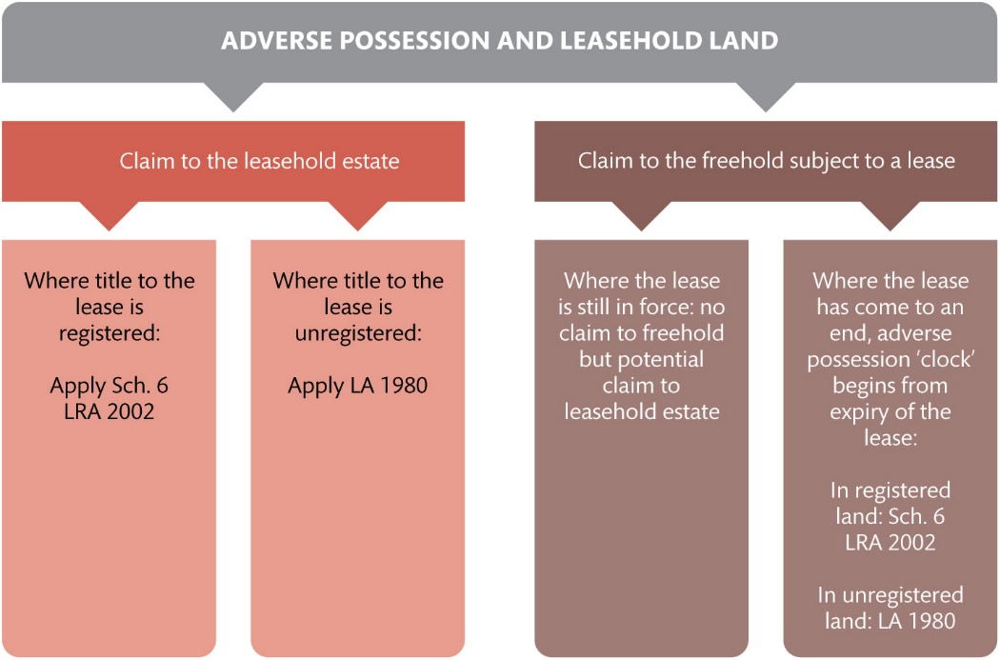 ADVERSE POSSESSION AND LEASEHOLD LAND
Claim to the leasehold estate
Where title to the
lease is
registered:
Apply Sch. 6
LRA 2002
Where title to the
lease is
unregistered:
Apply LA 1980
Claim to the freehold subject to a lease
Where the lease
is still in force: no
claim to freehold
but potential
claim to
leasehold estate
Where the lease
has come to an
end, adverse
possession ‘clock’
begins from
expiry of the
lease:
In registered
land: Sch. 6
LRA 2002
In unregistered
land: LA 1980